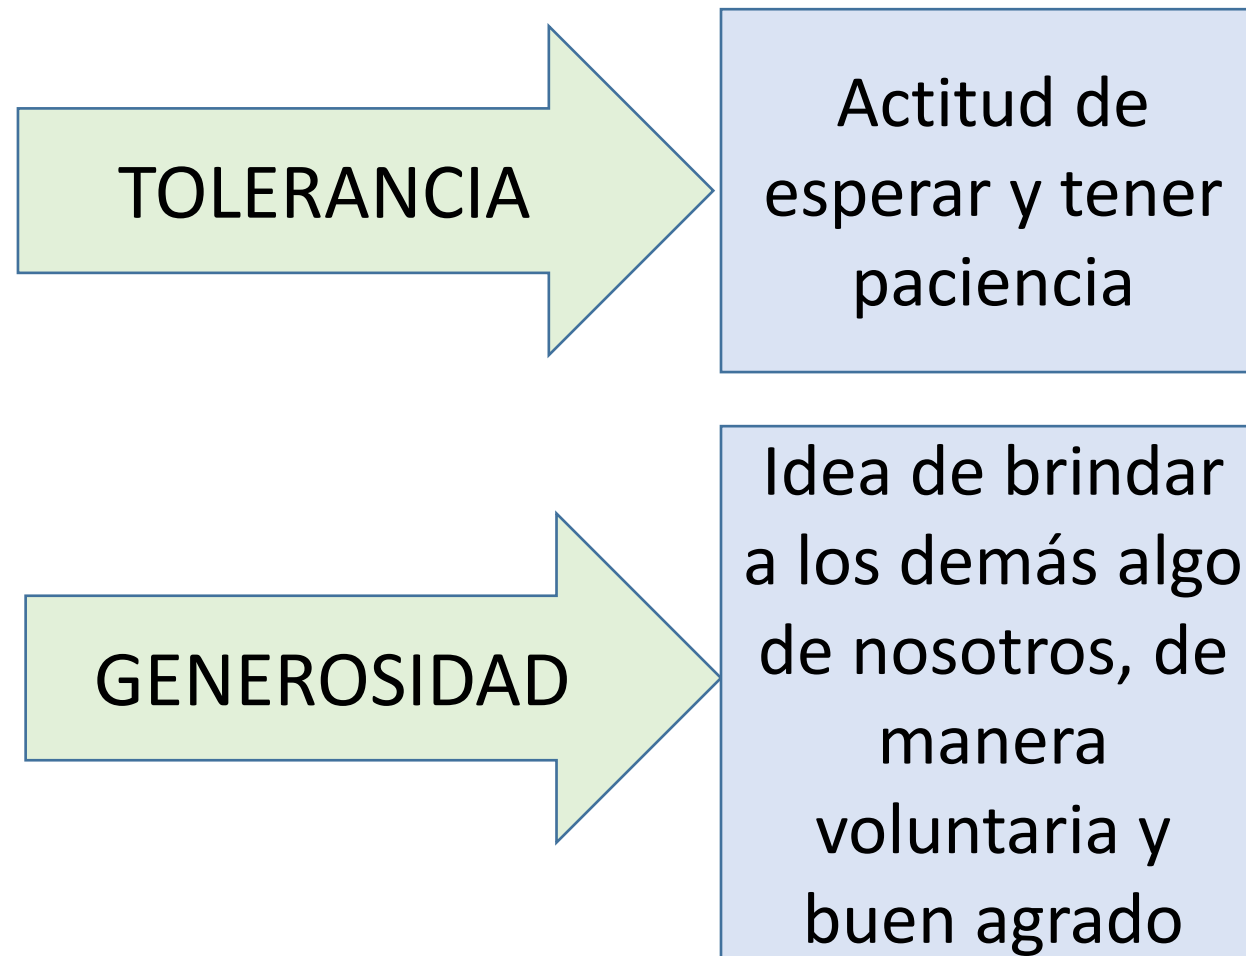 TOLERANCIA
Actitud de
esperar y tener
paciencia
GENEROSIDAD
Idea de brindar
a los demás algo
de nosotros, de
manera
voluntaria y
buen agrado